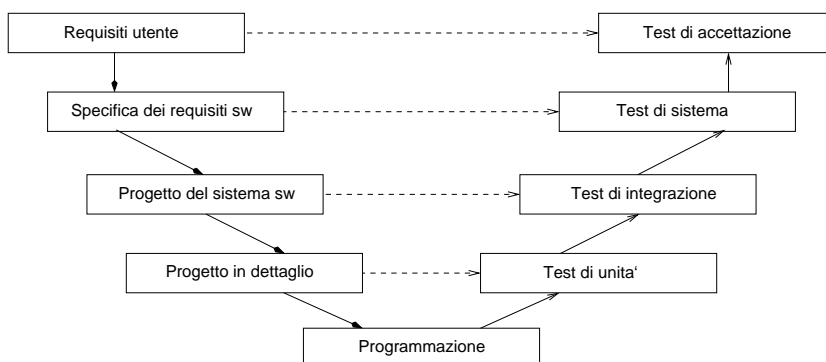 Requisiti utente
Test di accettazione
Specifica dei requisiti sw
Test di sistema
Progetto del sistema sw
Test di integrazione
Progetto in dettaglio
Test di unita‘
Programmazione